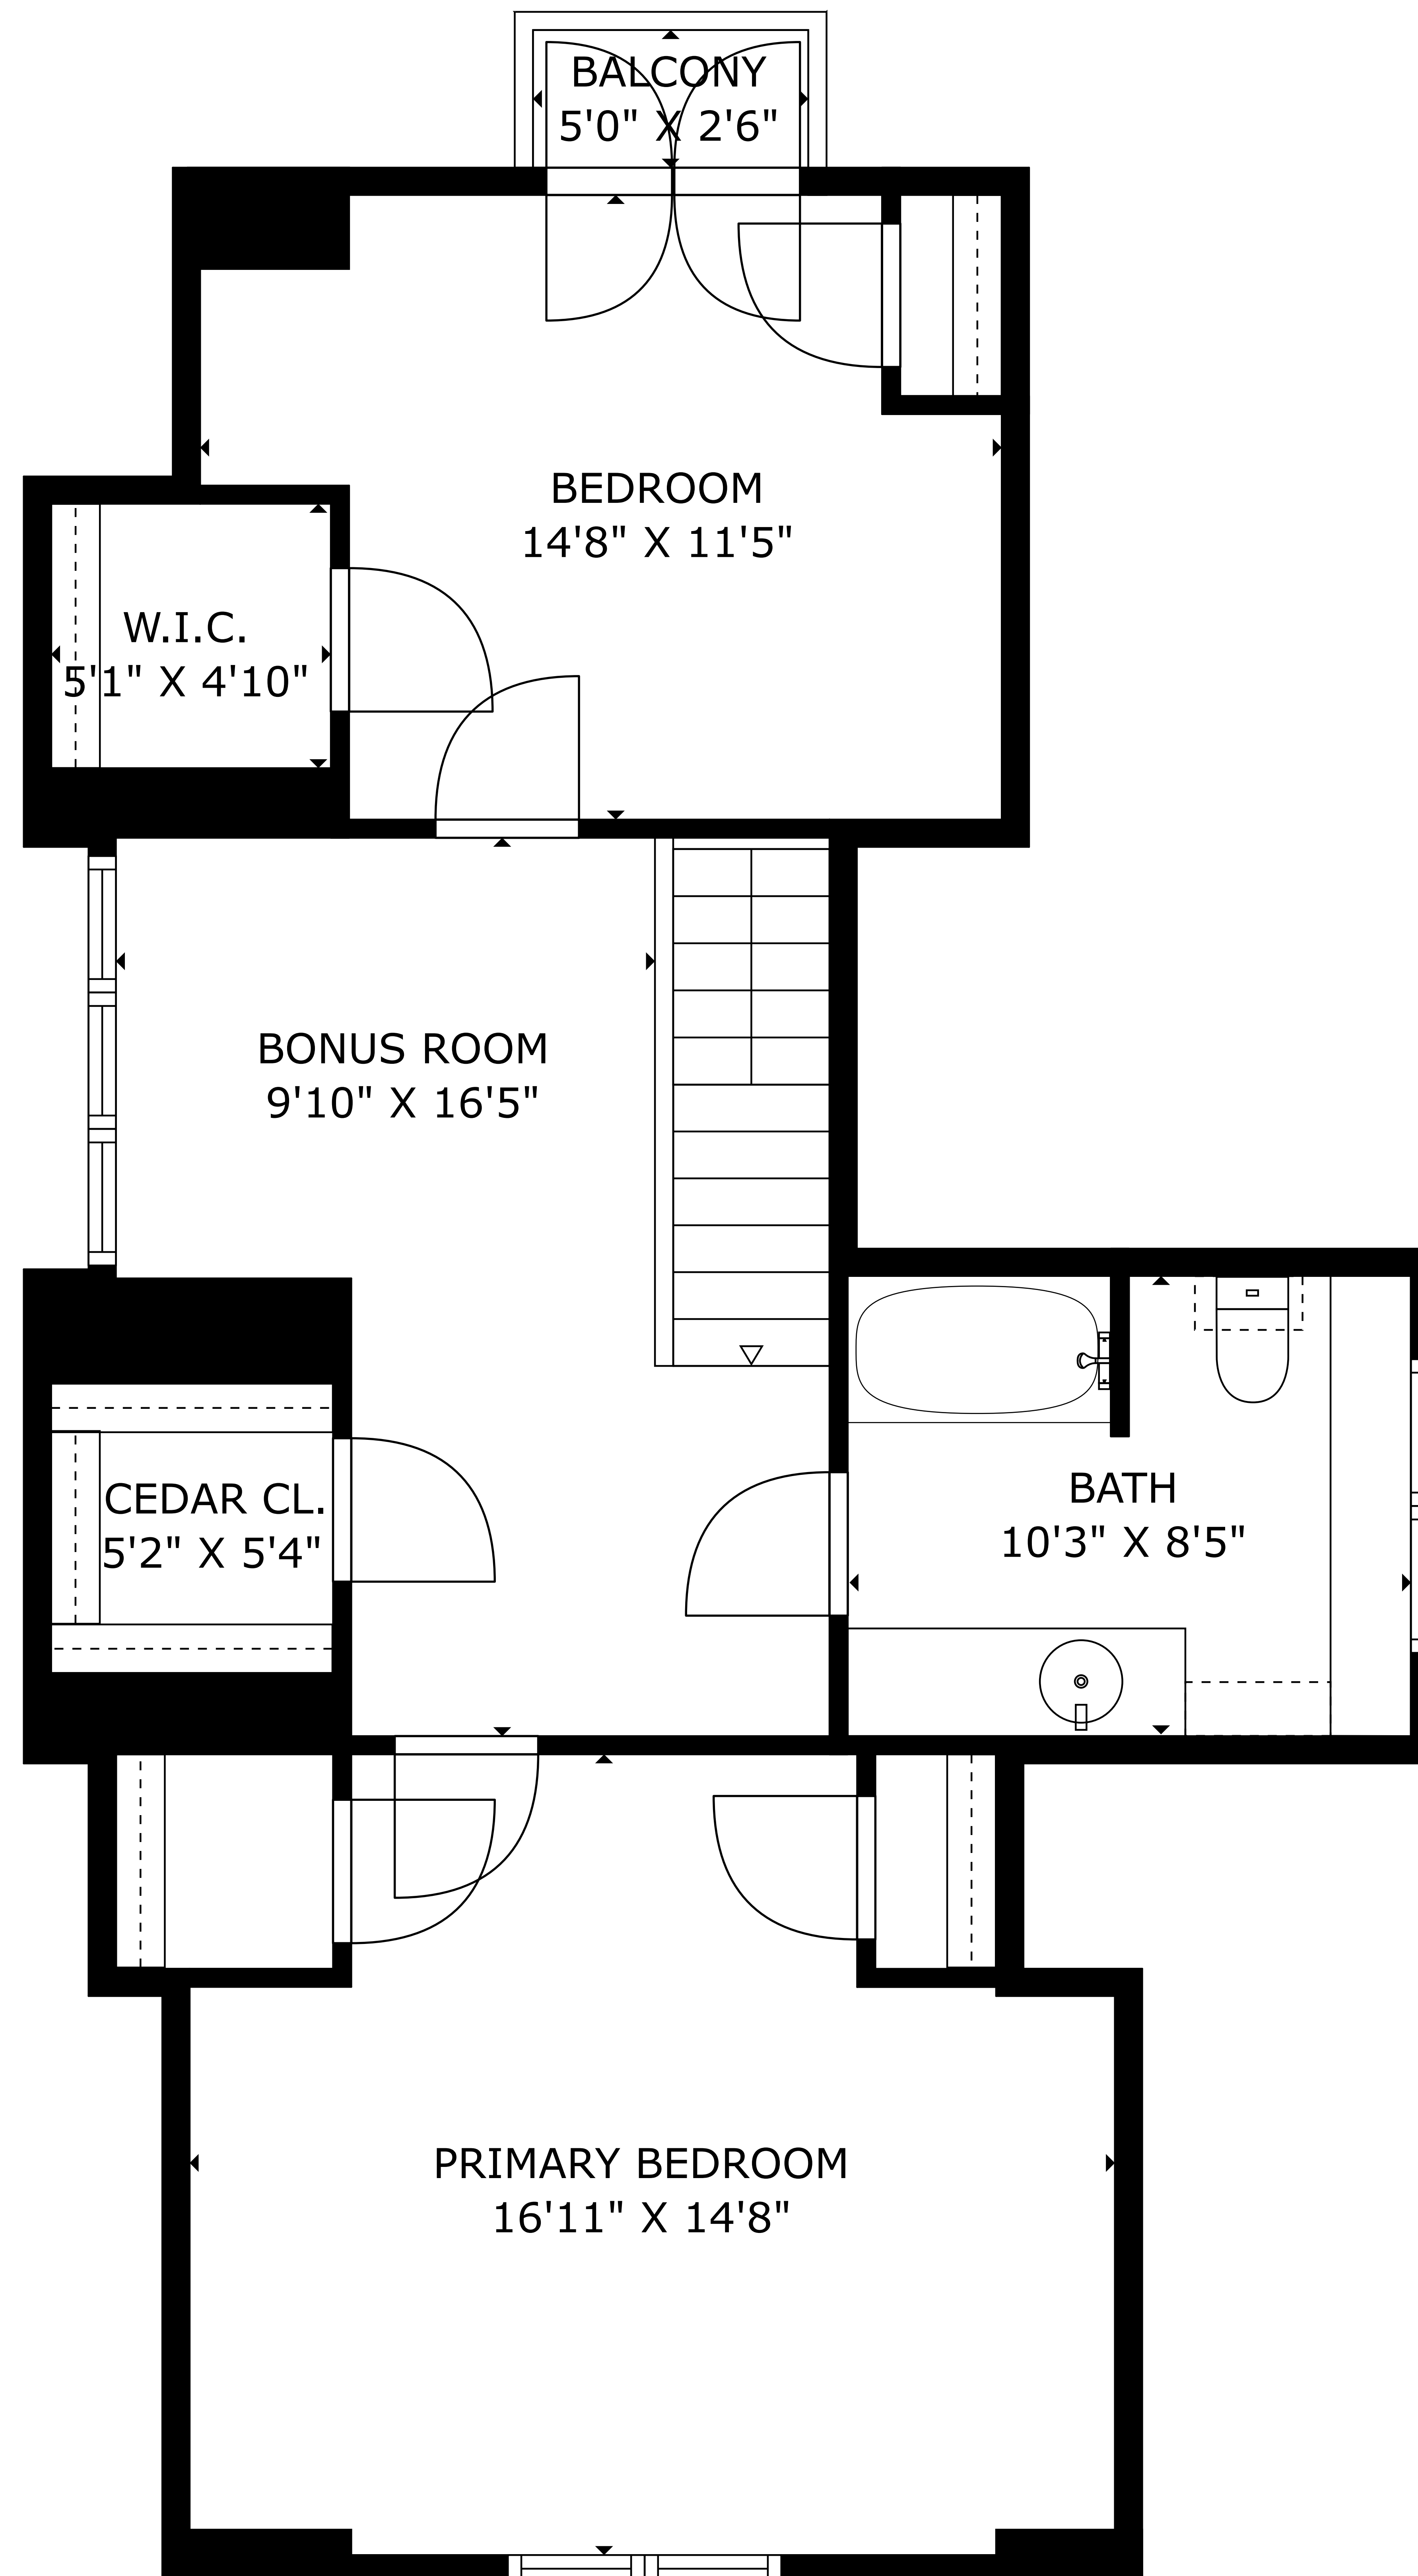 BALCONY
5'0" X 2'6"
BEDROOM
14'8" X 11'5"
W.I.C.
5'1" X 4'10"
BONUS ROOM
9'10" X 16'5"
CEDAR CL.
5'2" X 5'4"
BATH
10'3" X 8'5"
PRIMARY BEDROOM
16'11" X 14'8"